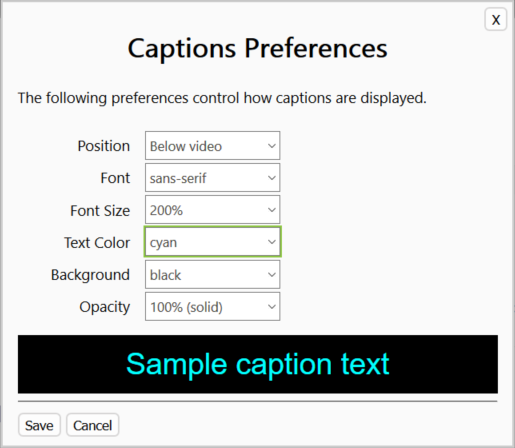 X
Captions Preferences
The following preferences control how captions are displayed.
Position Below video
Font sans-serif
Font Size 200%
Text Color cyan
Background black
Opacity 100% (solid)
Sample caption text
Save Cancel